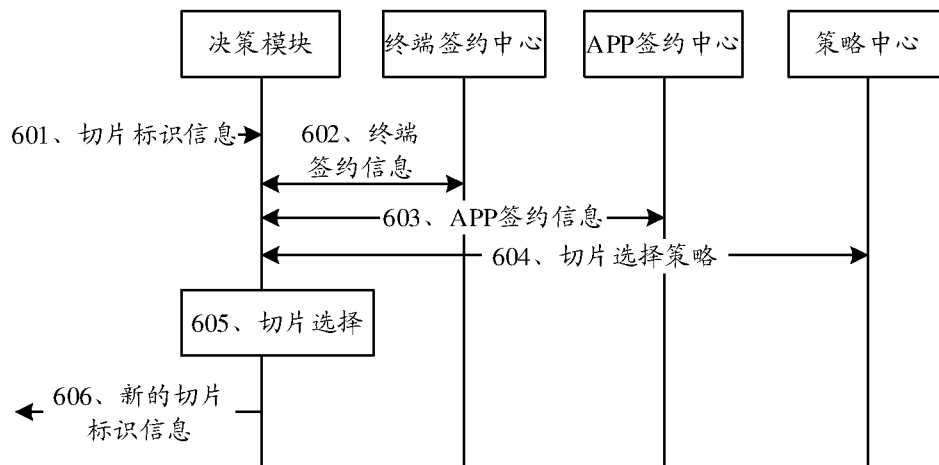 决策模块
终端签约中心
APP签约中心
策略中心
601、切片标识信息
602、终端
签约信息
603、APP签约信息
604、切片选择策略
605、切片选择
606、新的切片
标识信息